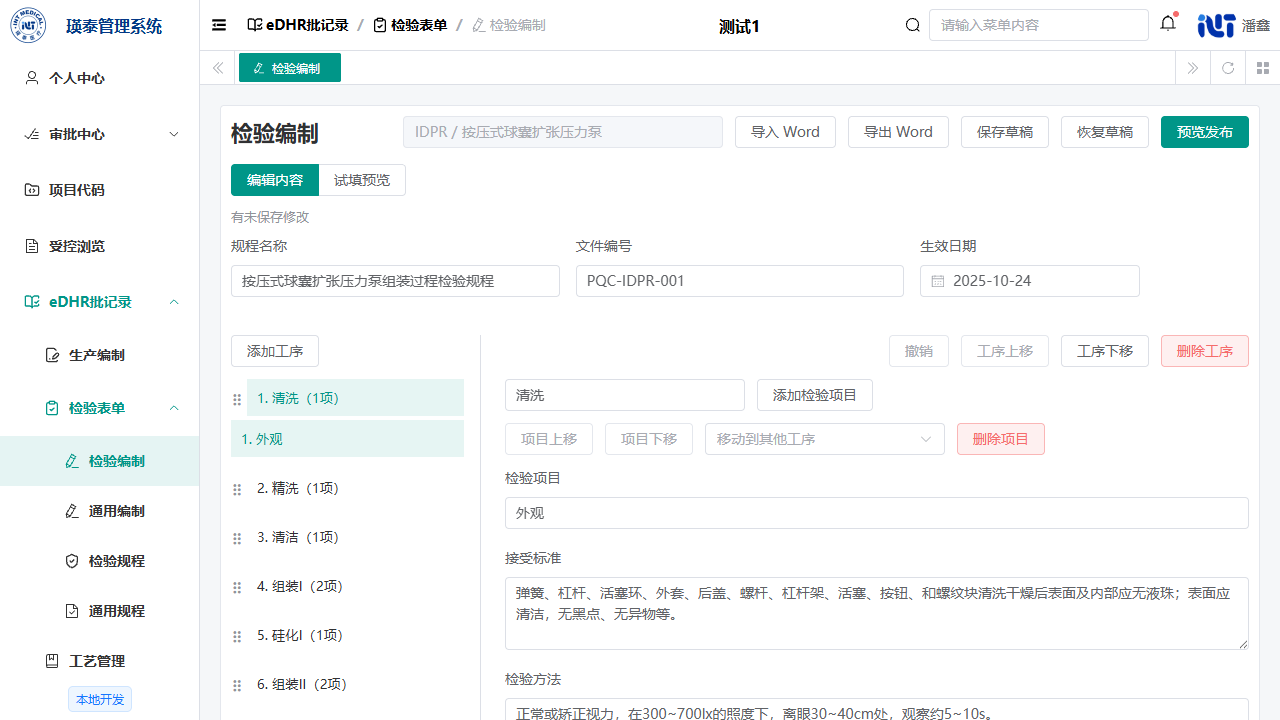 瑛泰管理系统
eDHR批记录 / 检验表单 / 检验编制
测试1
请输入菜单内容
潘鑫
检验编制
个人中心
审批中心
项目代码
受控浏览
eDHR批记录
生产编制
检验表单
检验编制
通用编制
检验规程
通用规程
工艺管理
本地开发
检验编制
IDPR / 按压式球囊扩张压力泵
导入 Word
导出 Word
保存草稿
恢复草稿
预览发布
编辑内容
试填预览
有未保存修改
规程名称
文件编号
生效日期
按压式球囊扩张压力泵组装过程检验规程
PQC-IDPR-001
2025-10-24
添加工序
撤销
工序上移
工序下移
删除工序
1. 清洗（1项）
1. 外观
2. 精洗（1项）
3. 清洁（1项）
4. 组装I（2项）
5. 硅化I（1项）
6. 组装II（2项）
清洗
添加检验项目
项目上移
项目下移
移动到其他工序
删除项目
检验项目
外观
接受标准
弹簧、杠杆、活塞环、外套、后盖、螺杆、杠杆架、活塞、按钮、和螺纹块清洗干燥后表面及内部应无液珠；表面应
清洁，无黑点、无异物等。
检验方法
正常或矫正视力，在300~700lx的照度下，离眼30~40cm处，观察约5~10s。